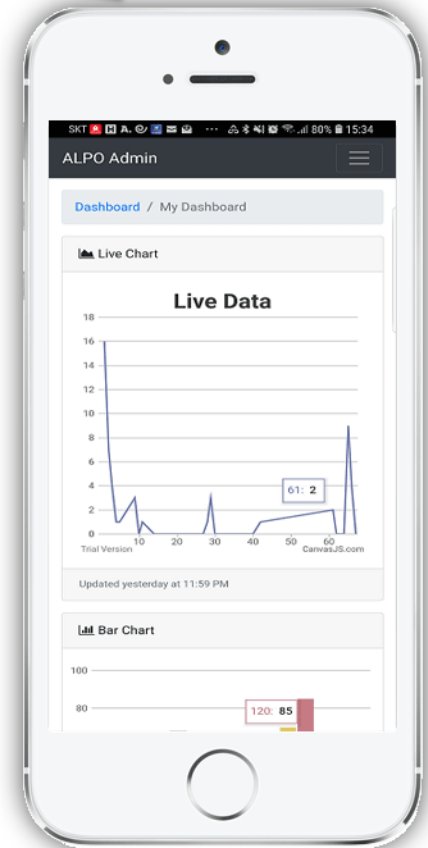 SKT 80% 15:34
ALPO Admin
Dashboard / My Dashboard
Live Chart
Live Data
18
16
14
12
10
8
6
4
2
0
61: 2
10 20 30 40 50 60
Trial Version CanvasJS.com
Updated yesterday at 11:59 PM
Bar Chart
100
80
120: 85